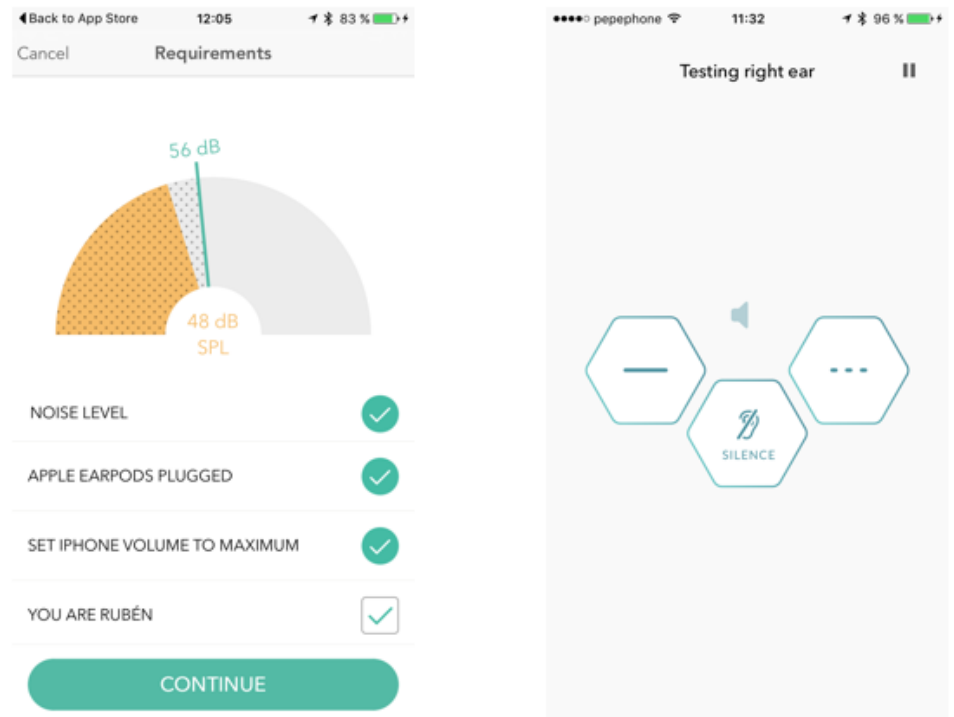 Back to App Store 12:05 83 %
Cancel Requirements
56 dB
48 dB
SPL
NOISE LEVEL
APPLE EARPODS PLUGGED
SET IPHONE VOLUME TO MAXIMUM
YOU ARE RUBÉN
CONTINUE
pepephone 11:32 96 %
Testing right ear
SILENCE